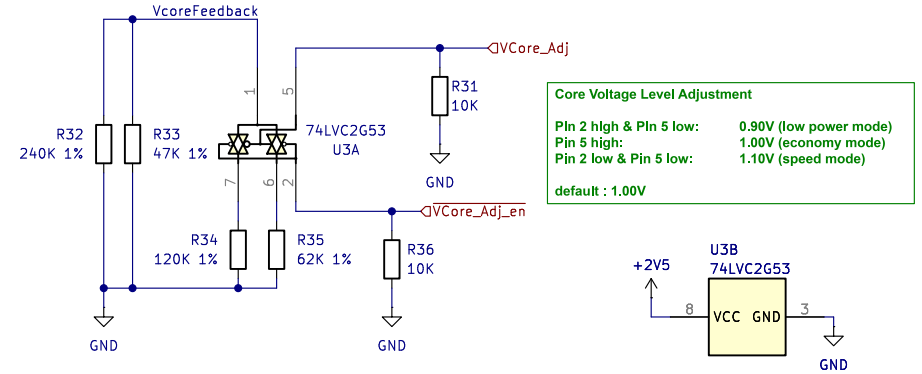 VcoreFeedback
VCore_Adj
1
5
R31
10K
R32
240K 1%
R33
47K 1%
74LVC2G53
U3A
GND
7
6
2
VCore_Adj_en
R34
120K 1%
R35
62K 1%
R36
10K
GND
GND
Core Voltage Level Adjustment
PIn 2 hIgh & PIn 5 low: 0.90V (low power mode)
Pin 5 high: 1.00V (economy mode)
Pin 2 low & Pin 5 low: 1.10V (speed mode)
default : 1.00V
U3B
74LVC2G53
+2V5
8
VCC
GND
3
GND